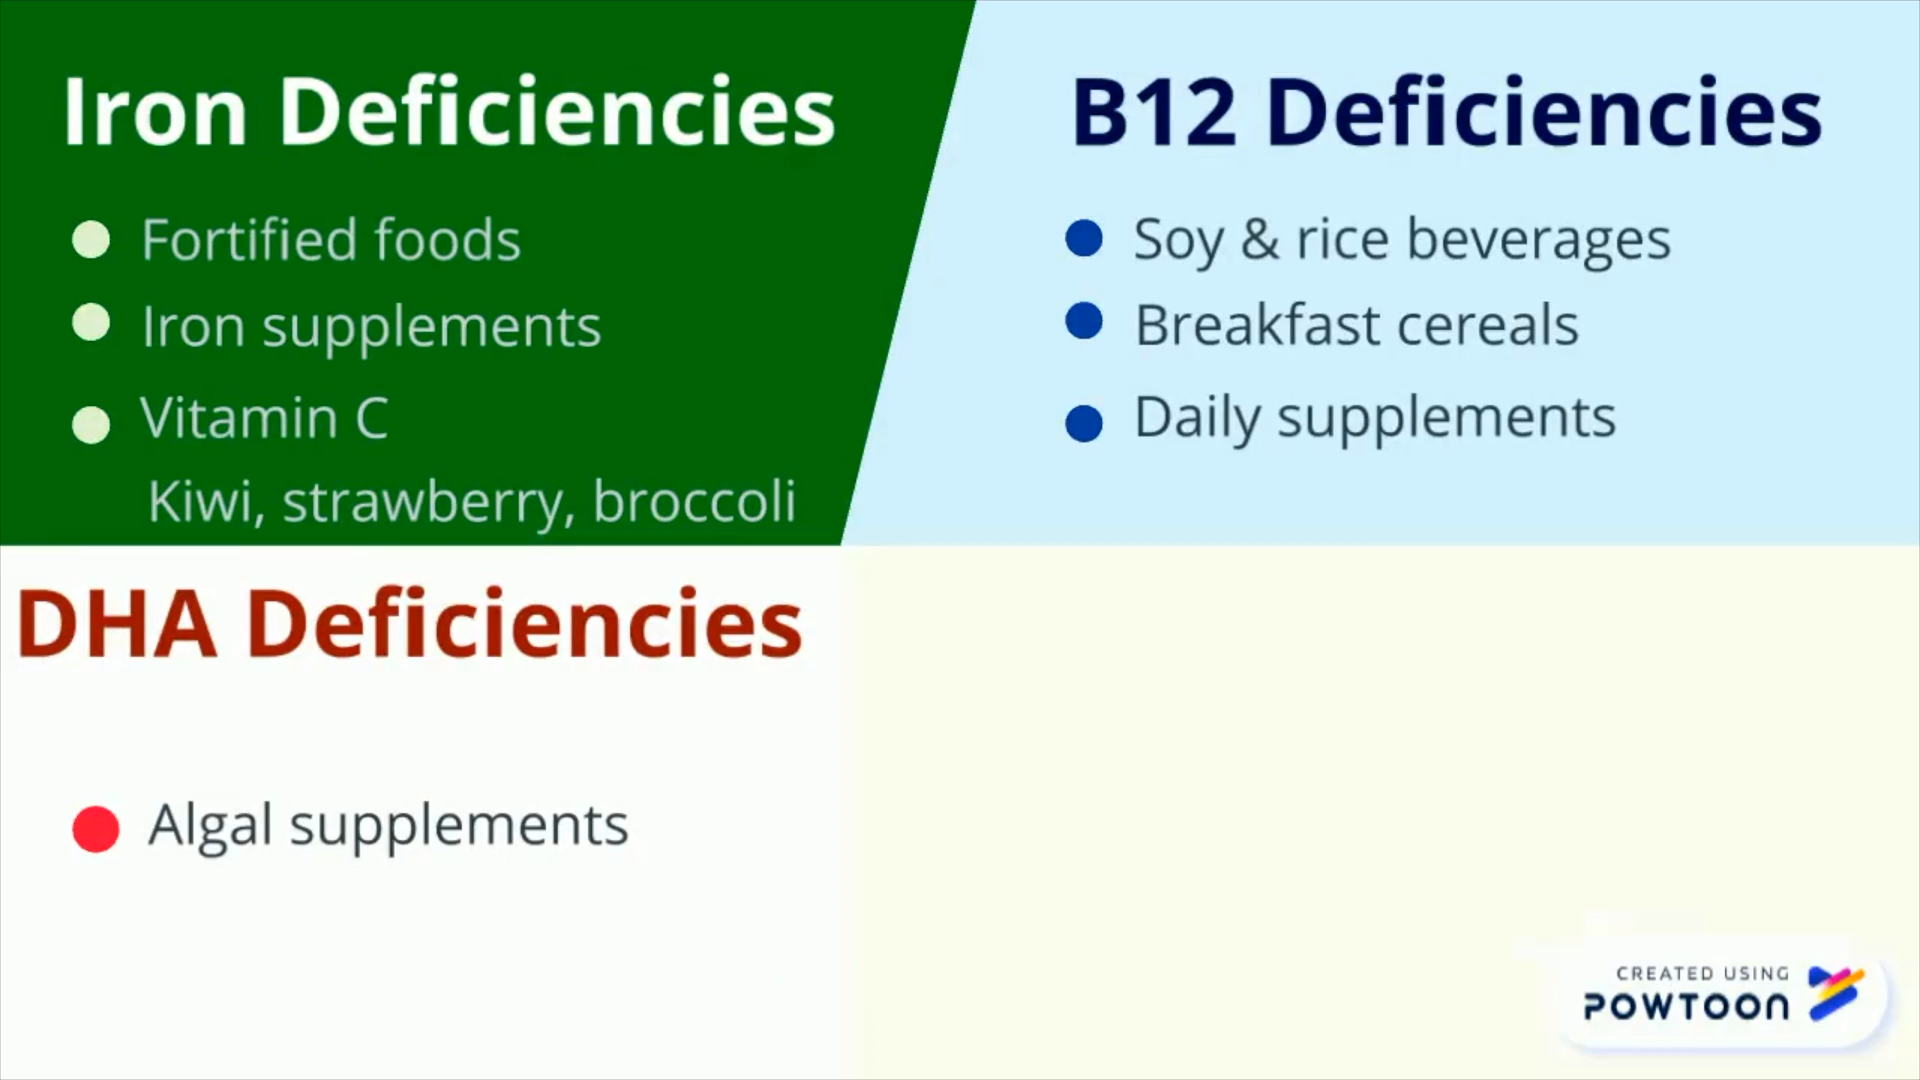 Iron Deficiencies
Fortified foods
Iron supplements
Vitamin C
Kiwi, strawberry, broccoli
B12 Deficiencies
Soy & rice beverages
Breakfast cereals
Daily supplements
DHA Deficiencies
Algal supplements
CREATED USING
POWTOON